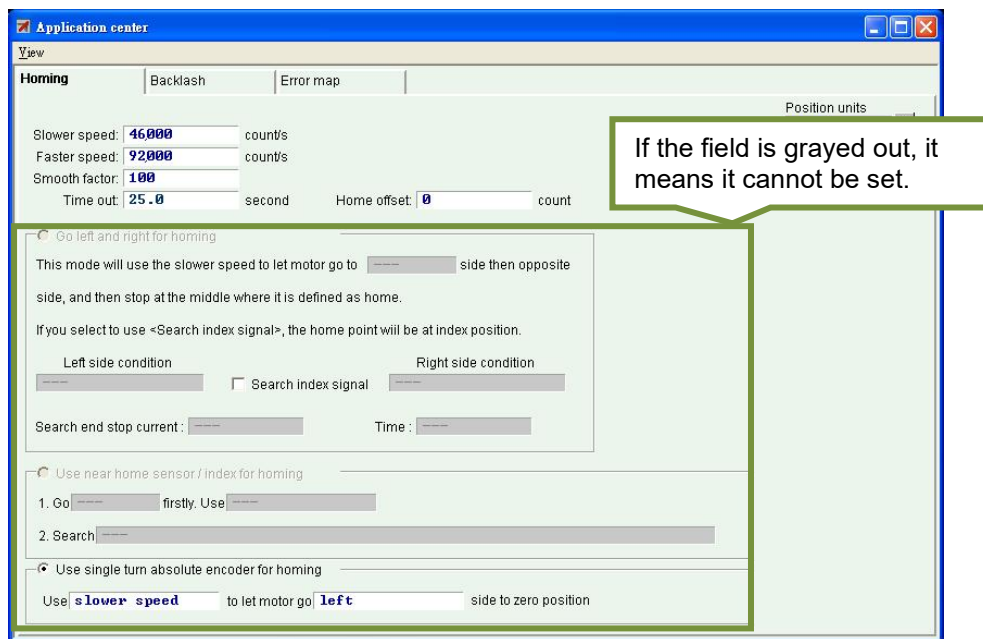 Application center
View
Homing Backlash Error map
Position units
Slower speed: 46,000 count/s
Faster speed: 92,000 count/s
Smooth factor: 100
Time out: 25.0 second Home offset: 0 count
If the field is grayed out, it
means it cannot be set.
Go left and right for homing
This mode will use the slower speed to let motor go to ---- side then opposite
side, and then stop at the middle where it is defined as home.
If you select to use <Search index signal>, the home point wiil be at index position.
Left side condition Right side condition
---- Search index signal ----
Search end stop current : ---- Time : ----
Use near home sensor / index for homing
1. Go ---- firstly. Use ----
2. Search ----
Use single turn absolute encoder for homing
Use slower speed to let motor go left side to zero position